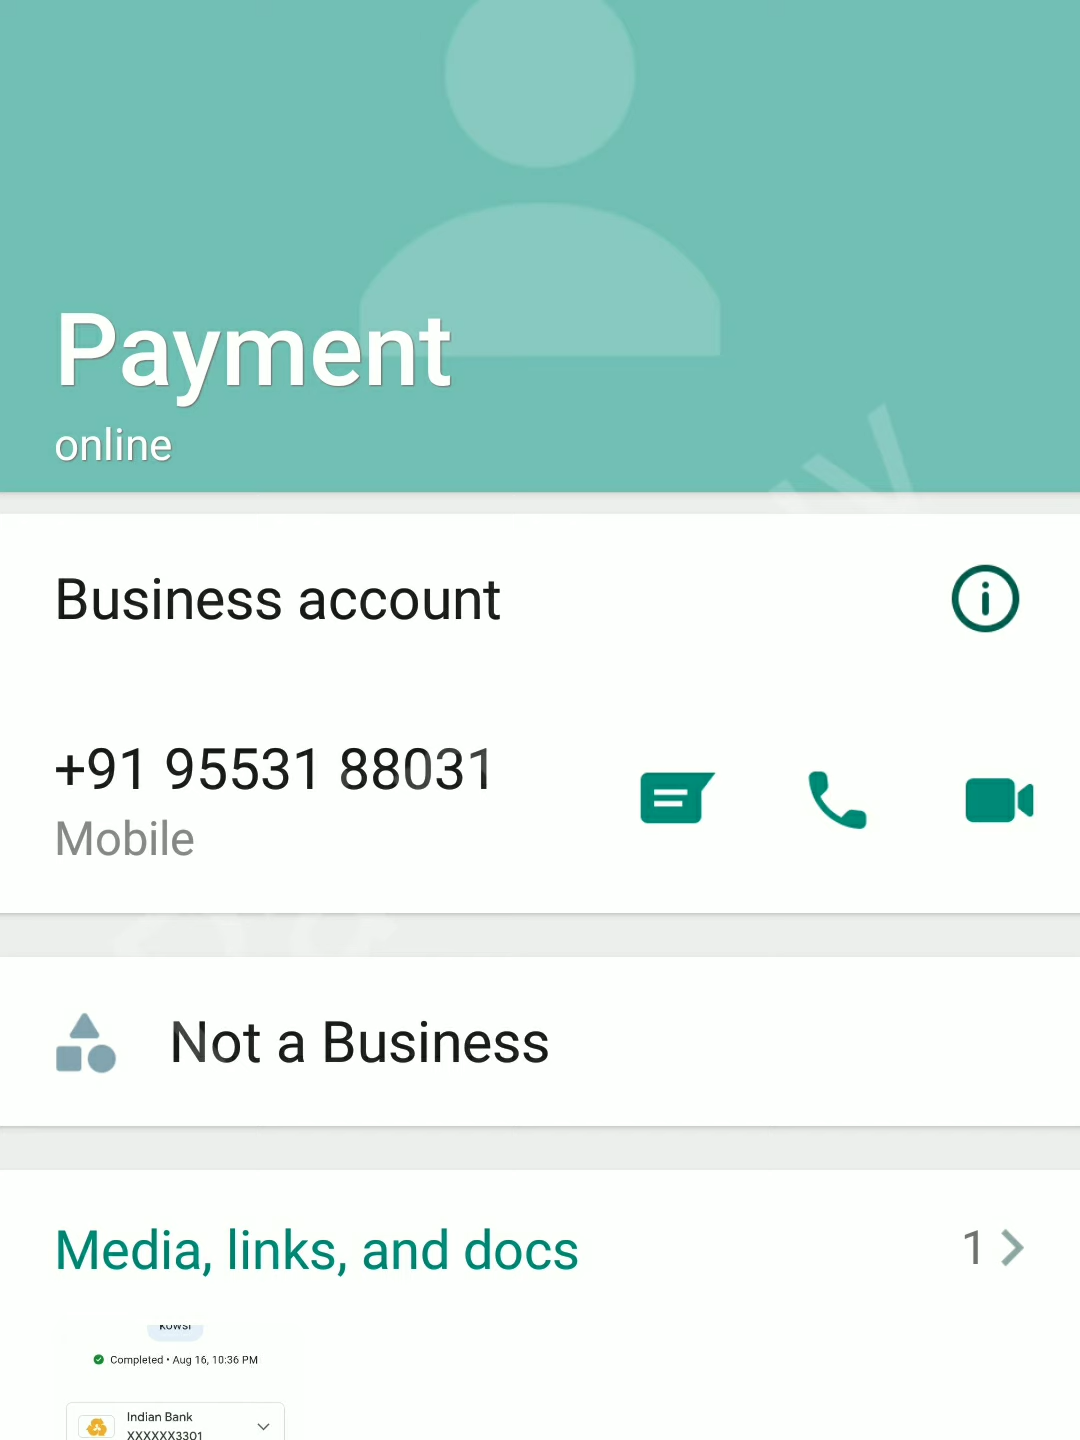 Payment
online
Business account
+91 95531 88031
Mobile
Not a Business
Media, links, and docs
1
Completed • Aug 16, 10:36 PM
Indian Bank
XXXXXX3301